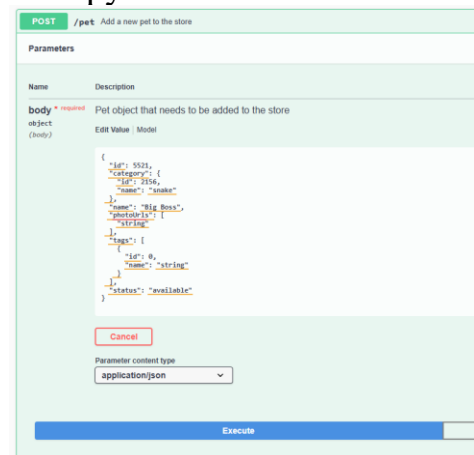 POST /pet Add a new pet to the store
Parameters
Name Description
body * required Pet object that needs to be added to the store
object
(body)
Edit Value | Model
{
"id": 5521,
"category": {
"id": 2156,
"name": "snake"
},
"name": "Big Boss",
"photoUrls": [
"string"
],
"tags": [
{
"id": 0,
"name": "string"
}
],
"status": "available"
}
Cancel
Parameter content type
application/json
Execute